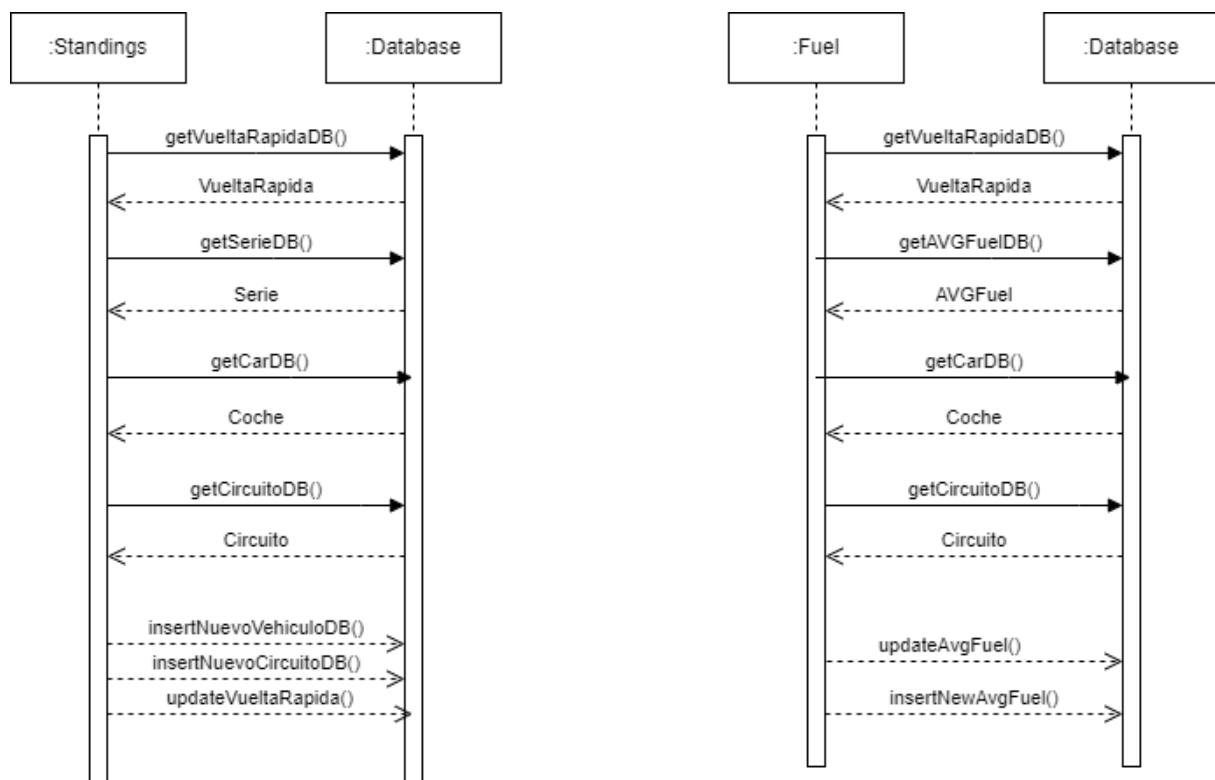 :Standings
:Database
getVueltaRapidaDB()
VueltaRapida
getSerieDB()
Serie
getCarDB()
Coche
getCircuitoDB()
Circuito
insertNuevoVehiculoDB()
insertNuevoCircuitoDB()
updateVueltaRapida()
:Fuel
:Database
getVueltaRapidaDB()
VueltaRapida
getAVGFuelDB()
AVGFuel
getCarDB()
Coche
getCircuitoDB()
Circuito
updateAvgFuel()
insertNewAvgFuel()